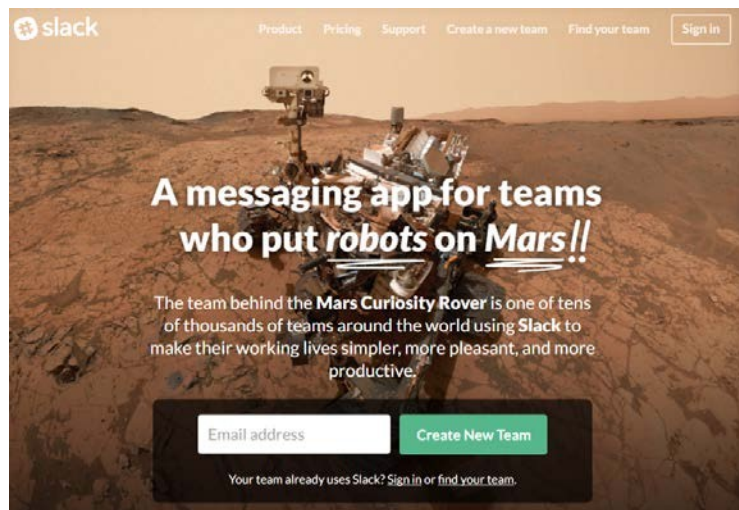 slack
Product Pricing Support Create a new team Find your team Sign in
A messaging app for teams
who put robots on Mars!!
The team behind the Mars Curiosity Rover is one of tens
of thousands of teams around the world using Slack to
make their working lives simpler, more pleasant, and more
productive.
Email address Create New Team
Your team already uses Slack? Sign in or find your team.